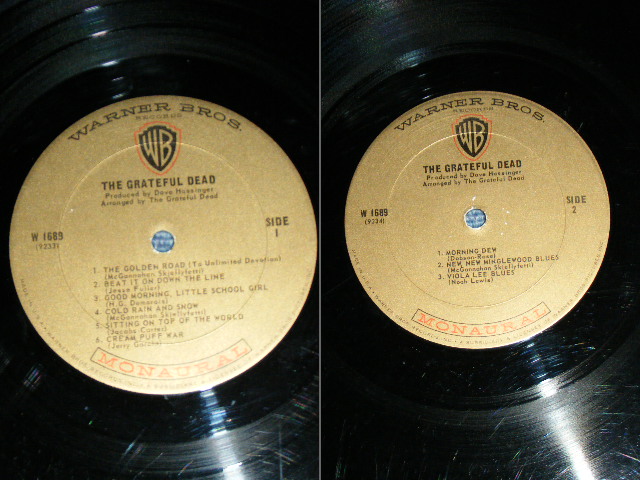 WARNER BROS.
RECORDS
WB
THE GRATEFUL DEAD
Produced by Dave Hassinger
Arranged by The Grateful Dead
W 1689
(9233)
SIDE
1
1. THE GOLDEN ROAD (To Unlimited Devotion)
(McGannahan Skjellyfetti)
2. BEAT IT ON DOWN THE LINE
(Jesse Fuller)
3. GOOD MORNING, LITTLE SCHOOL GIRL
(H.G. Demarais)
4. COLD RAIN AND SNOW
(McGannahan Skjellyfetti)
5. SITTING ON TOP OF THE WORLD
(Jacobs Carter)
6. CREAM PUFF WAR
(Jerry Garcia)
MONAURAL
WARNER BROS.
RECORDS
WB
THE GRATEFUL DEAD
Produced by Dave Hassinger
Arranged by The Grateful Dead
W 1689
(9234)
SIDE
2
1. MORNING DEW
(Dobson-Rose)
2. NEW, NEW MINGLEWOOD BLUES
(McGannahan Skjellyfetti)
3. VIOLA LEE BLUES
(Noah Lewis)
MONAURAL